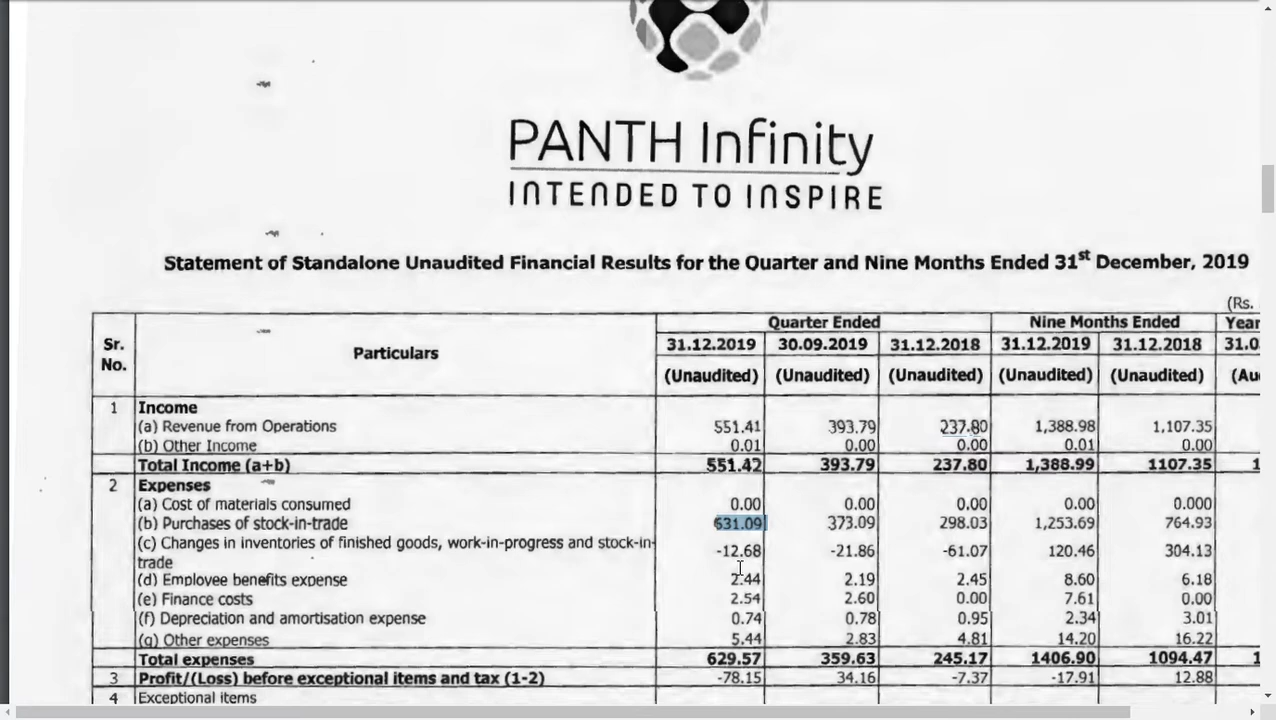 PANTH Infinity
INTENDED TO INSPIRE
Statement of Standalone Unaudited Financial Results for the Quarter and Nine Months Ended 31st December, 2019
(Rs.
Sr. No. Particulars Quarter Ended Nine Months Ended Year
31.12.2019 30.09.2019 31.12.2018 31.12.2019 31.12.2018 31.0
(Unaudited) (Unaudited) (Unaudited) (Unaudited) (Unaudited) (Au
1 Income
(a) Revenue from Operations 551.41 393.79 237.80 1,388.98 1,107.35
(b) Other Income 0.01 0.00 0.00 0.01 0.00
Total Income (a+b) 551.42 393.79 237.80 1,388.99 1107.35 1
2 Expenses
(a) Cost of materials consumed 0.00 0.00 0.00 0.00 0.000
(b) Purchases of stock-in-trade 631.09 373.09 298.03 1,253.69 764.93
(c) Changes in inventories of finished goods, work-in-progress and stock-in-
trade -12.68 -21.86 -61.07 120.46 304.13
(d) Employee benefits expense 2.44 2.19 2.45 8.60 6.18
(e) Finance costs 2.54 2.60 0.00 7.61 0.00
(f) Depreciation and amortisation expense 0.74 0.78 0.95 2.34 3.01
(g) Other expenses 5.44 2.83 4.81 14.20 16.22
Total expenses 629.57 359.63 245.17 1406.90 1094.47 1
3 Profit/(Loss) before exceptional items and tax (1-2) -78.15 34.16 -7.37 -17.91 12.88
4 Exceptional items